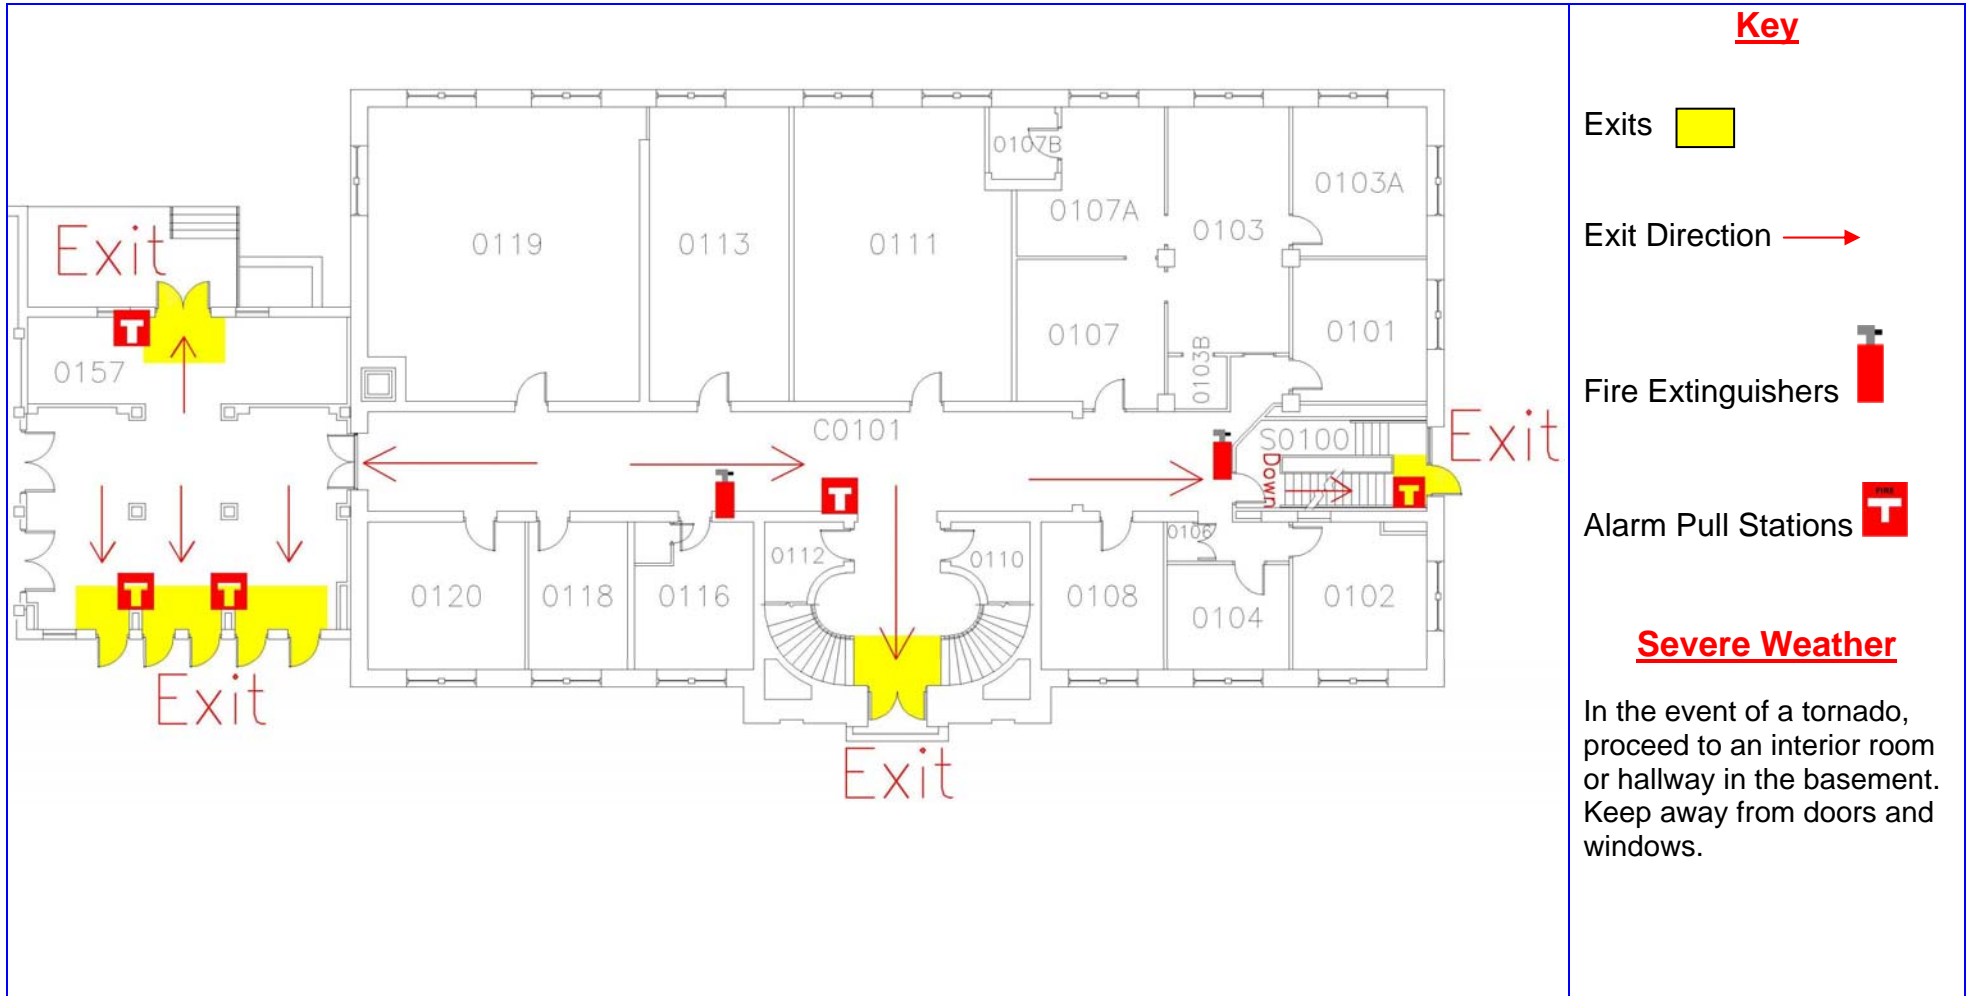 Exit
0157
Exit
0119
0113
0111
0107B
0107A
0103
0103A
0107
0103B
0101
C0101
S0100
Down
Exit
0120
0118
0116
0112
0110
0108
0106
0104
0102
Exit
Key
Exits
Exit Direction
Fire Extinguishers
FIRE
Alarm Pull Stations
Severe Weather
In the event of a tornado,
proceed to an interior room
or hallway in the basement.
Keep away from doors and
windows.